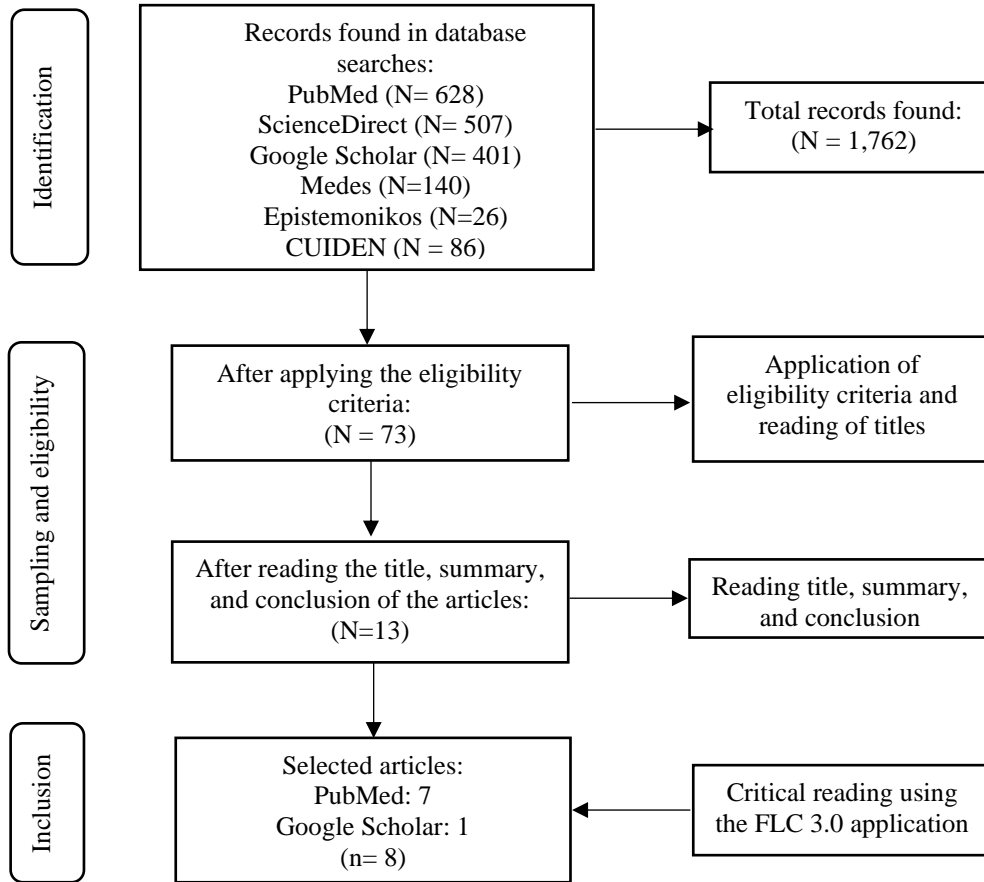 Identification
Records found in database
searches:
PubMed (N= 628)
ScienceDirect (N= 507)
Google Scholar (N= 401)
Medes (N=140)
Epistemonikos (N=26)
CUIDEN (N = 86)
Total records found:
(N = 1,762)
Sampling and eligibility
After applying the eligibility
criteria:
(N = 73)
Application of
eligibility criteria and
reading of titles
After reading the title, summary,
and conclusion of the articles:
(N=13)
Reading title, summary,
and conclusion
Inclusion
Selected articles:
PubMed: 7
Google Scholar: 1
(n= 8)
Critical reading using
the FLC 3.0 application